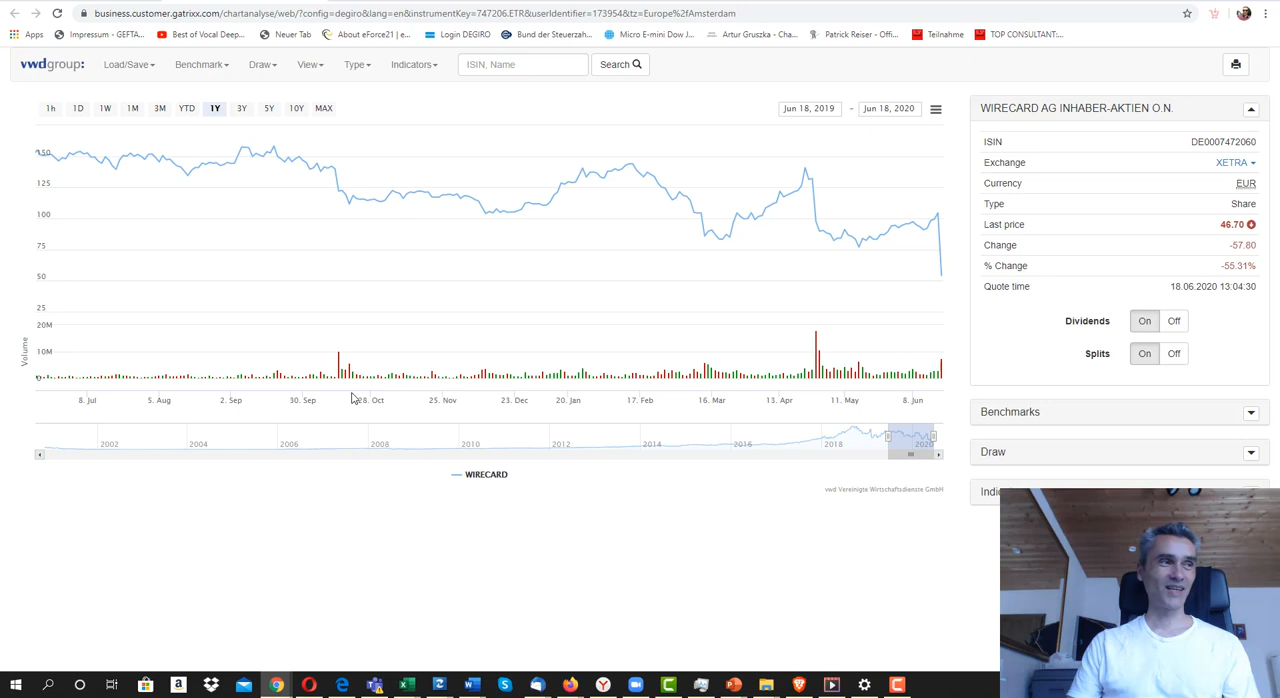 business.customer.gatrixx.com/chartanalyse/web/?config=degiro&lang=en&instrumentKey=747206.ETR&userIdentifier=173954&tz=Europe%2fAmsterdam
Apps Impressum - GEFTA... Best of Vocal Deep... Neuer Tab About eForce21 | e... Login DEGIRO Bund der Steuerzah... Micro E-mini Dow J... Artur Gruszka - Cha... Patrick Reiser - Offi... Teilnahme TOP CONSULTANT:...
vwdgroup: Load/Save Benchmark Draw View Type Indicators ISIN, Name Search
1h 1D 1W 1M 3M YTD 1Y 3Y 5Y 10Y MAX Jun 18, 2019 - Jun 18, 2020
150
125
100
75
50
25
20M
10M
0
Volume
8. Jul 5. Aug 2. Sep 30. Sep 28. Oct 25. Nov 23. Dec 20. Jan 17. Feb 16. Mar 13. Apr 11. May 8. Jun
2002 2004 2006 2008 2010 2012 2014 2016 2018 2020
WIRECARD
vwd Vereinigte Wirtschaftsdienste GmbH
WIRECARD AG INHABER-AKTIEN O.N.
ISIN DE0007472060
Exchange XETRA
Currency EUR
Type Share
Last price 46.70
Change -57.80
% Change -55.31%
Quote time 18.06.2020 13:04:30
Dividends On Off
Splits On Off
Benchmarks
Draw